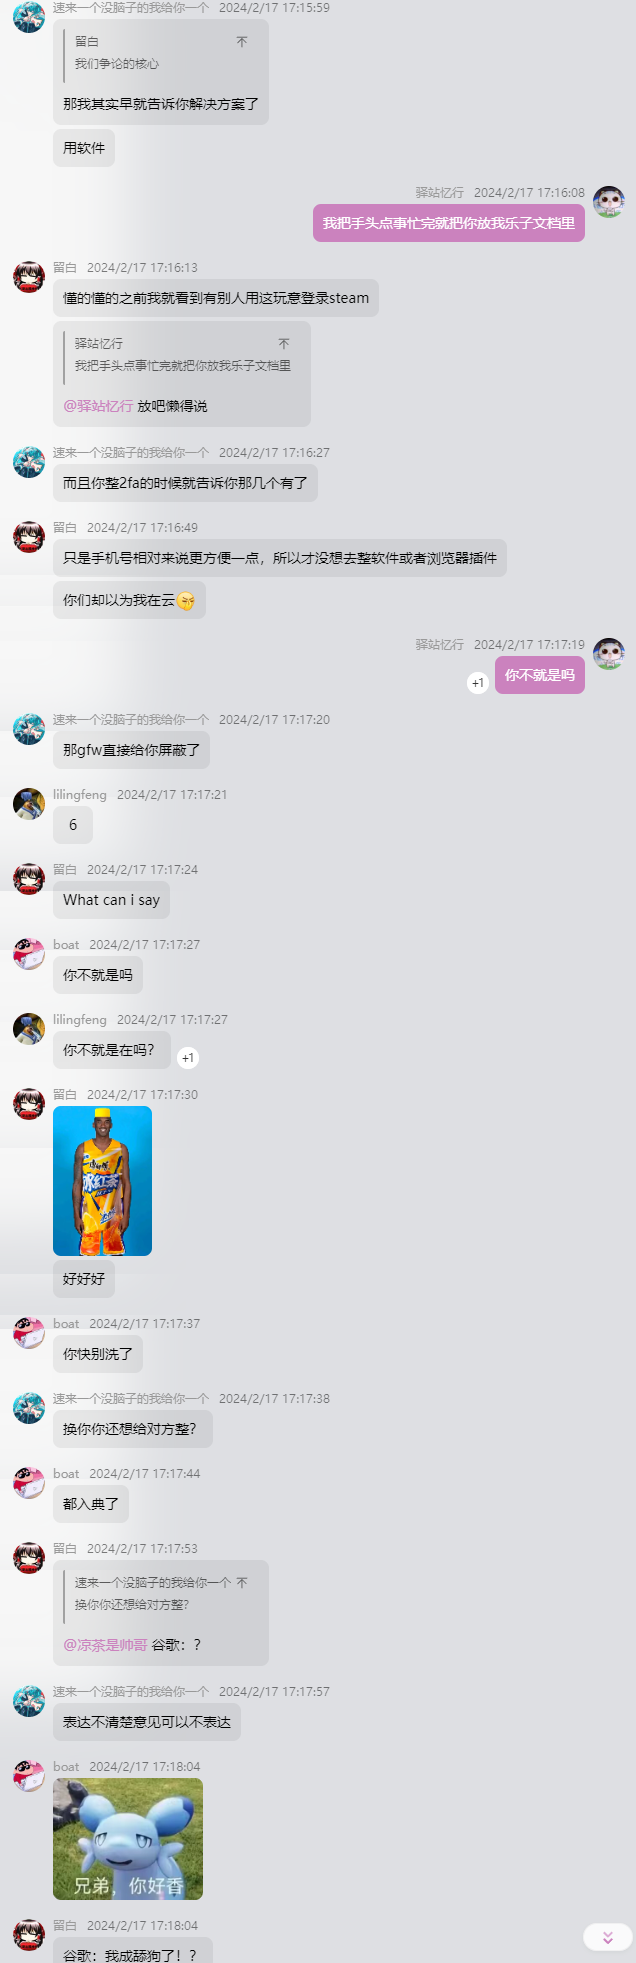 速来一个没脑子的我给你一个 2024/2/17 17:15:59
留白
我们争论的核心
那我其实早就告诉你解决方案了
用软件
驿站忆行 2024/2/17 17:16:08
我把手头点事忙完就把你放我乐子文档里
留白 2024/2/17 17:16:13
懂的懂的之前我就看到有别人用这玩意登录steam
驿站忆行
我把手头点事忙完就把你放我乐子文档里
@驿站忆行 放吧懒得说
速来一个没脑子的我给你一个 2024/2/17 17:16:27
而且你整2fa的时候就告诉你那几个有了
留白 2024/2/17 17:16:49
只是手机号相对来说更方便一点，所以才没想去整软件或者浏览器插件
你们却以为我在云
驿站忆行 2024/2/17 17:17:19
+1 你不就是吗
速来一个没脑子的我给你一个 2024/2/17 17:17:20
那gfw直接给你屏蔽了
lilingfeng 2024/2/17 17:17:21
6
留白 2024/2/17 17:17:24
What can i say
boat 2024/2/17 17:17:27
你不就是吗
lilingfeng 2024/2/17 17:17:27
你不就是在吗？ +1
留白 2024/2/17 17:17:30
冰红茶
好好好
boat 2024/2/17 17:17:37
你快别洗了
速来一个没脑子的我给你一个 2024/2/17 17:17:38
换你你还想给对方整？
boat 2024/2/17 17:17:44
都入典了
留白 2024/2/17 17:17:53
速来一个没脑子的我给你一个
换你你还想给对方整？
@凉茶是帅哥 谷歌：？
速来一个没脑子的我给你一个 2024/2/17 17:17:57
表达不清楚意见可以不表达
boat 2024/2/17 17:18:04
兄弟，你好香
留白 2024/2/17 17:18:04
谷歌：我成舔狗了！？